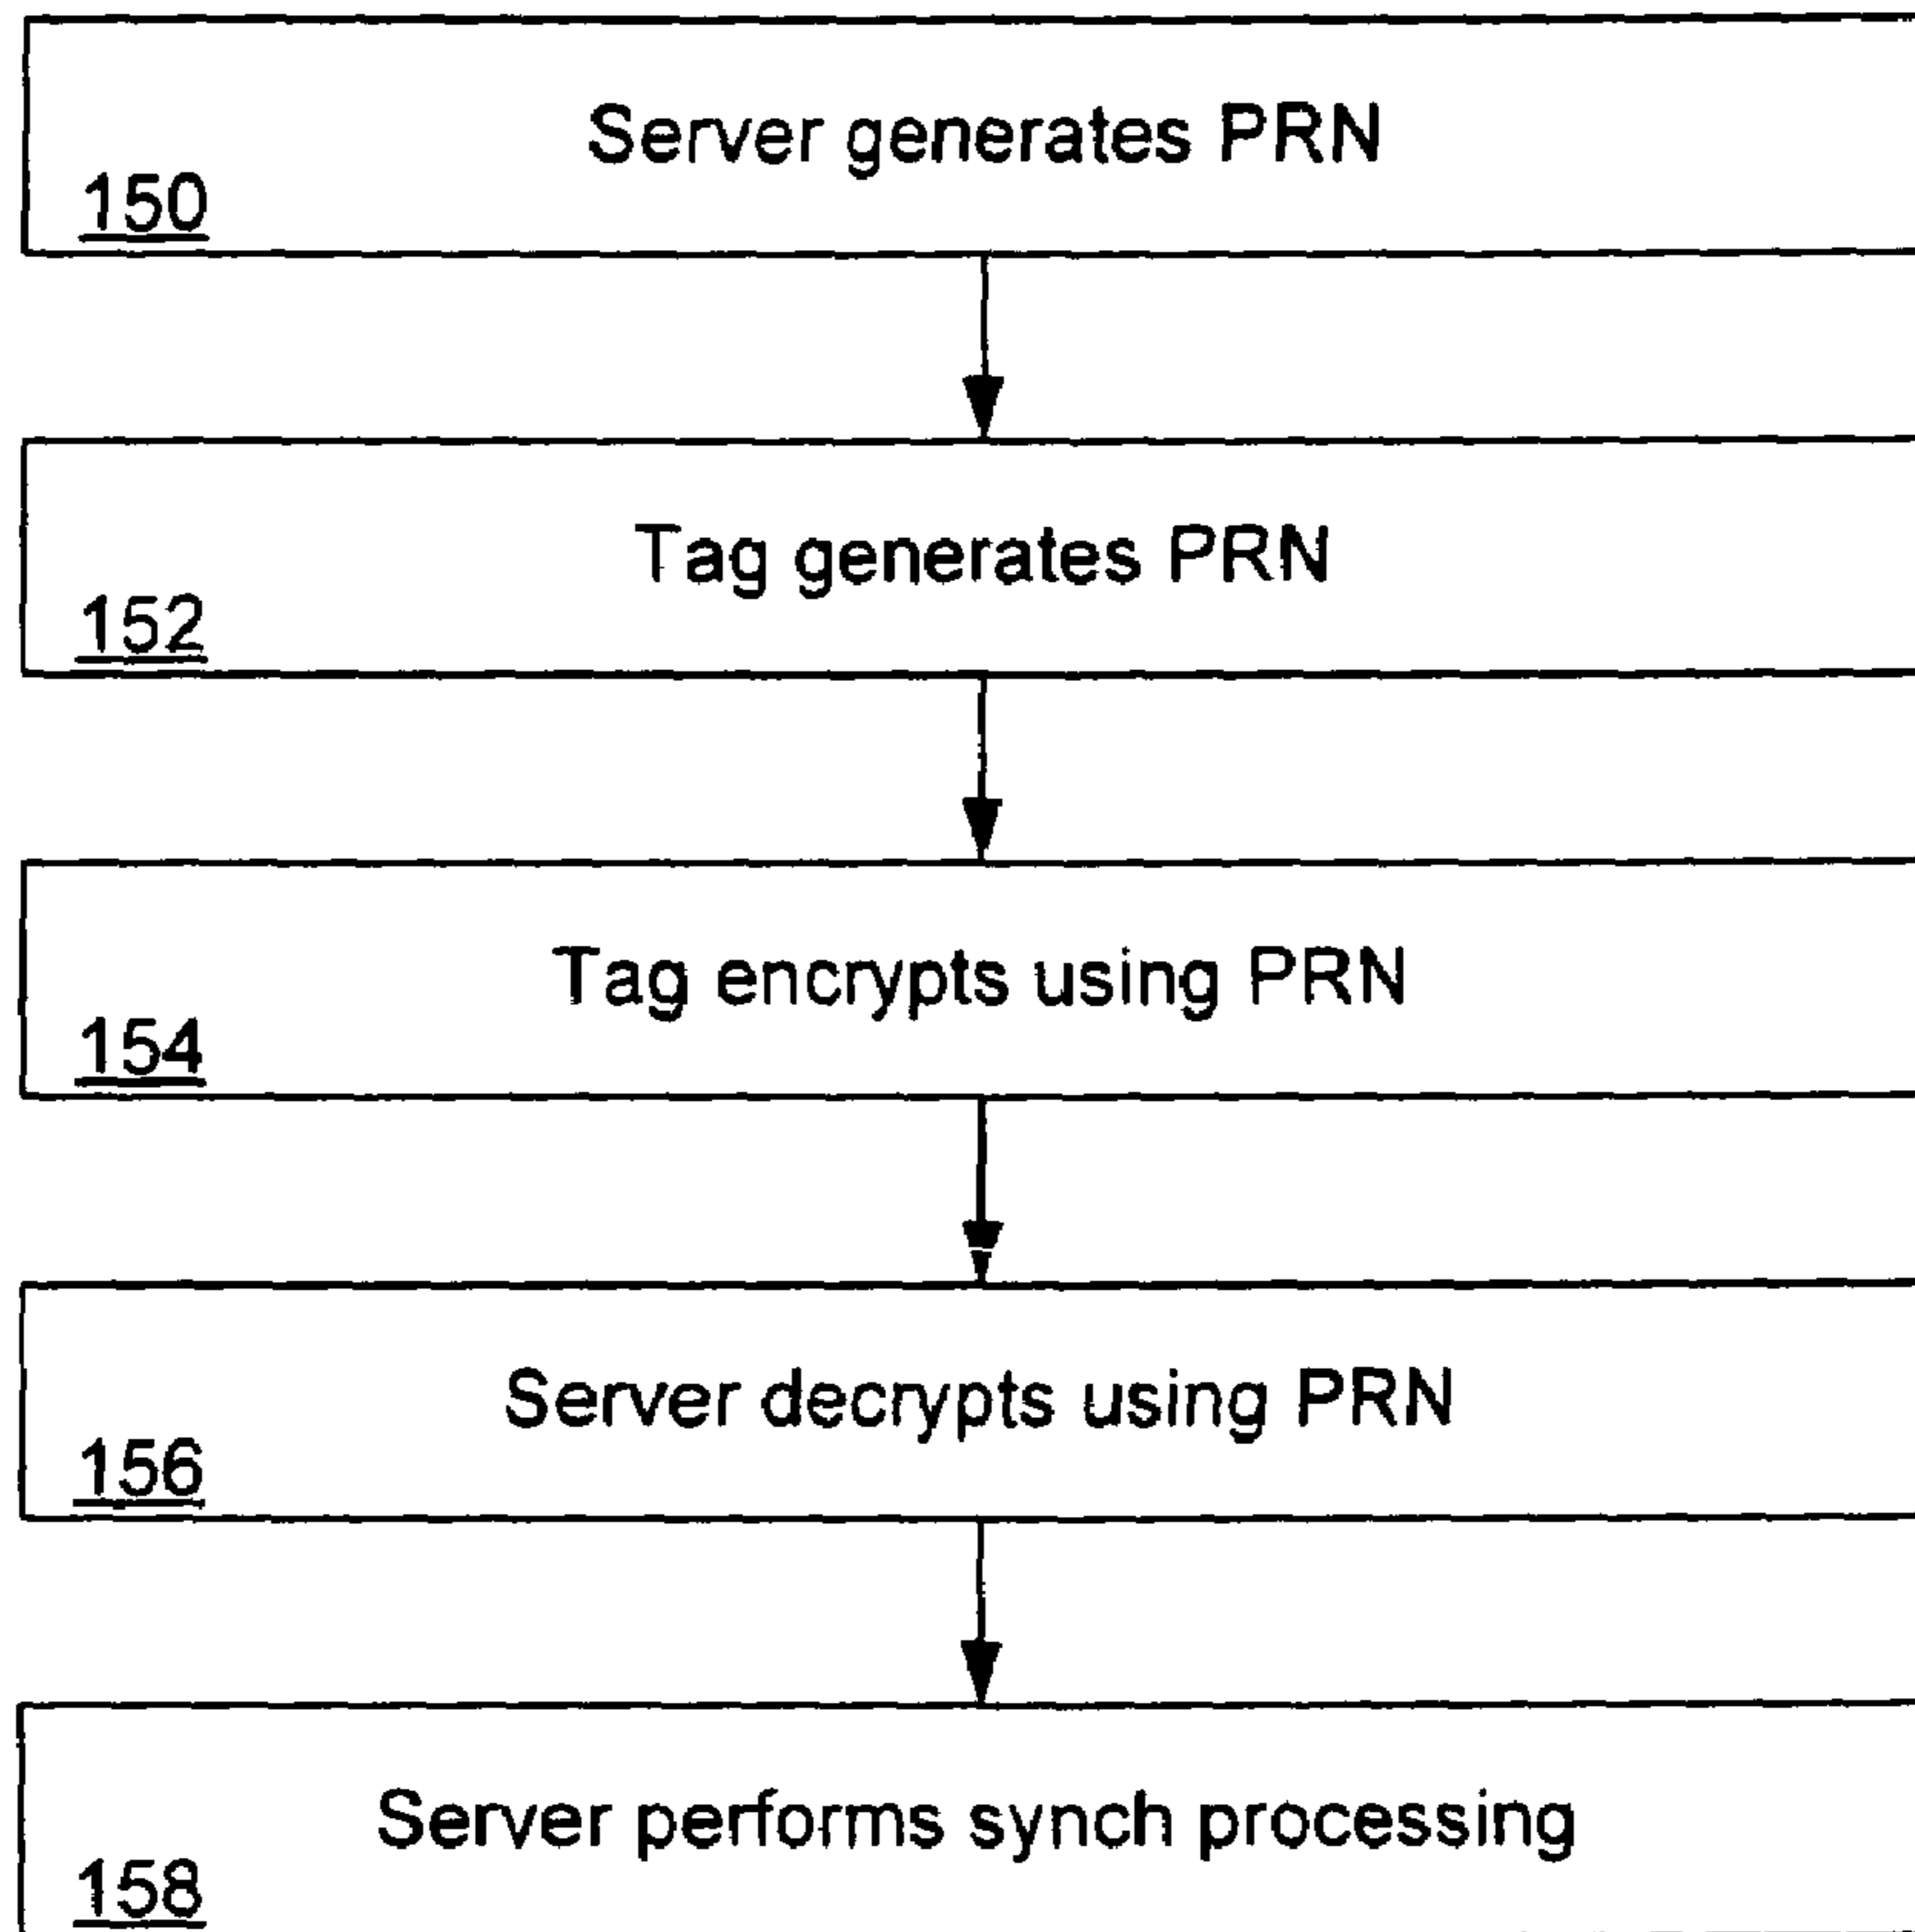 Server generates PRN
150
Tag generates PRN
152
Tag encrypts using PRN
154
Server decrypts using PRN
156
Server performs synch processing
158